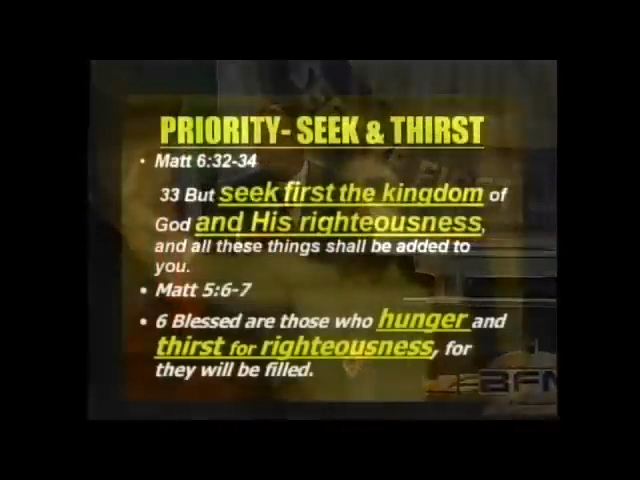 PRIORITY- SEEK & THIRST
• Matt 6:32-34
33 But seek first the kingdom of
God and His righteousness,
and all these things shall be added to
you.
• Matt 5:6-7
• 6 Blessed are those who hunger and
thirst for righteousness, for
they will be filled.
FIRST
BFN